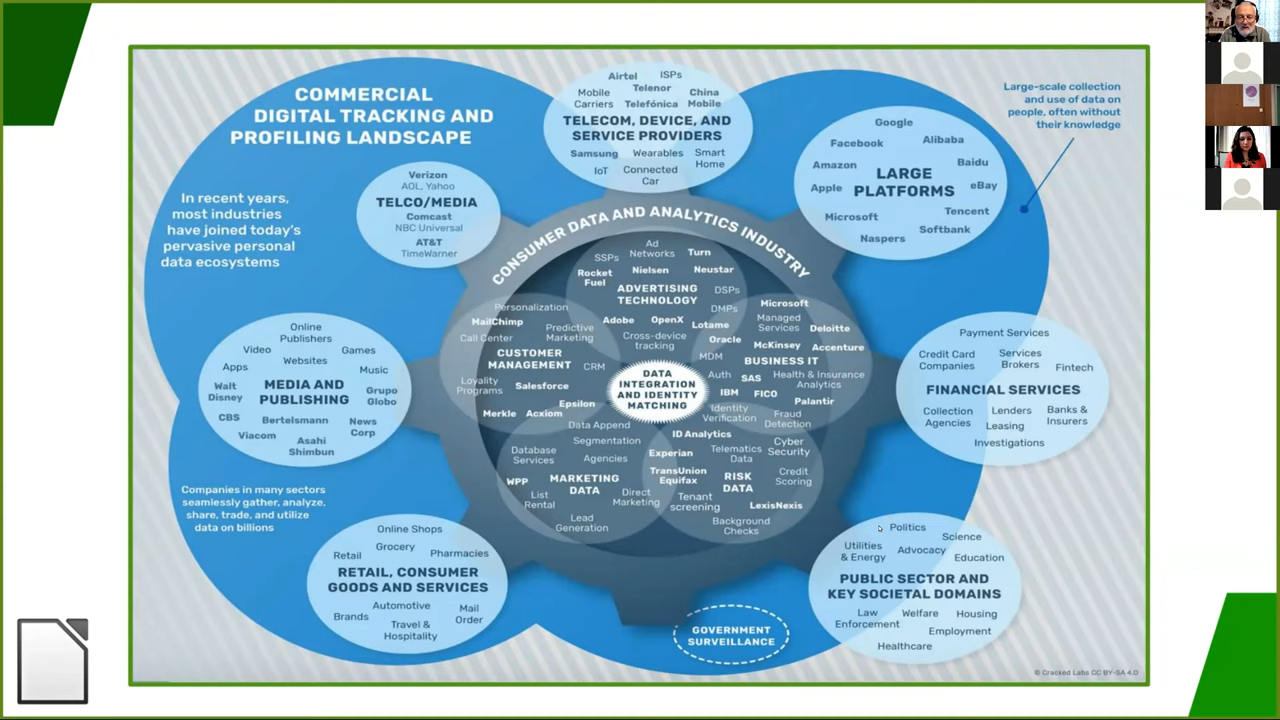 COMMERCIAL
DIGITAL TRACKING AND
PROFILING LANDSCAPE
In recent years,
most industries
have joined today's
pervasive personal
data ecosystems
Companies in many sectors
seamlessly gather, analyze,
share, trade, and utilize
data on billions
Large-scale collection
and use of data on
people, often without
their knowledge
Airtel
ISPs
Telenor
Mobile
Carriers
China
Mobile
Telefónica
TELECOM, DEVICE, AND
SERVICE PROVIDERS
Samsung
Wearables
Smart
Home
IoT
Connected
Car
Verizon
AOL, Yahoo
TELCO/MEDIA
Comcast
NBC Universal
AT&T
TimeWarner
Google
Facebook
Alibaba
Amazon
Baidu
LARGE
PLATFORMS
Apple
eBay
Microsoft
Tencent
Softbank
Naspers
Online
Publishers
Video
Games
Websites
Apps
Music
MEDIA AND
PUBLISHING
Walt
Disney
Grupo
Globo
CBS
Bertelsmann
News
Corp
Viacom
Asahi
Shimbun
Payment Services
Credit Card
Companies
Services
Brokers
Fintech
FINANCIAL SERVICES
Collection
Agencies
Lenders
Banks &
Insurers
Leasing
Investigations
Online Shops
Retail
Grocery
Pharmacies
RETAIL, CONSUMER
GOODS AND SERVICES
Automotive
Brands
Mail
Order
Travel &
Hospitality
Politics
Science
Utilities
& Energy
Advocacy
Education
PUBLIC SECTOR AND
KEY SOCIETAL DOMAINS
Law
Enforcement
Welfare
Housing
Employment
Healthcare
GOVERNMENT
SURVEILLANCE
CONSUMER DATA AND ANALYTICS INDUSTRY
Ad
Networks
SSPs
Turn
Rocket
Fuel
Nielsen
Neustar
ADVERTISING
TECHNOLOGY
DSPs
DMPs
Adobe
OpenX
Lotame
Cross-device
tracking
Personalization
MailChimp
Call Center
Predictive
Marketing
CUSTOMER
MANAGEMENT
CRM
Loyalty
Programs
Salesforce
Epsilon
Merkle
Acxiom
Microsoft
Managed
Services
Deloitte
Oracle
McKinsey
Accenture
MDM
BUSINESS IT
Auth
SAS
Health & Insurance
Analytics
IBM
FICO
Palantir
Identity
Verification
Fraud
Detection
DATA
INTEGRATION
AND IDENTITY
MATCHING
Data Append
Segmentation
Database
Services
Agencies
WPP
MARKETING
DATA
List
Rental
Direct
Marketing
Lead
Generation
ID Analytics
Experian
Telematics
Data
Cyber
Security
TransUnion
Equifax
RISK
DATA
Credit
Scoring
Tenant
screening
LexisNexis
Background
Checks
© Cracked Labs CC BY-SA 4.0